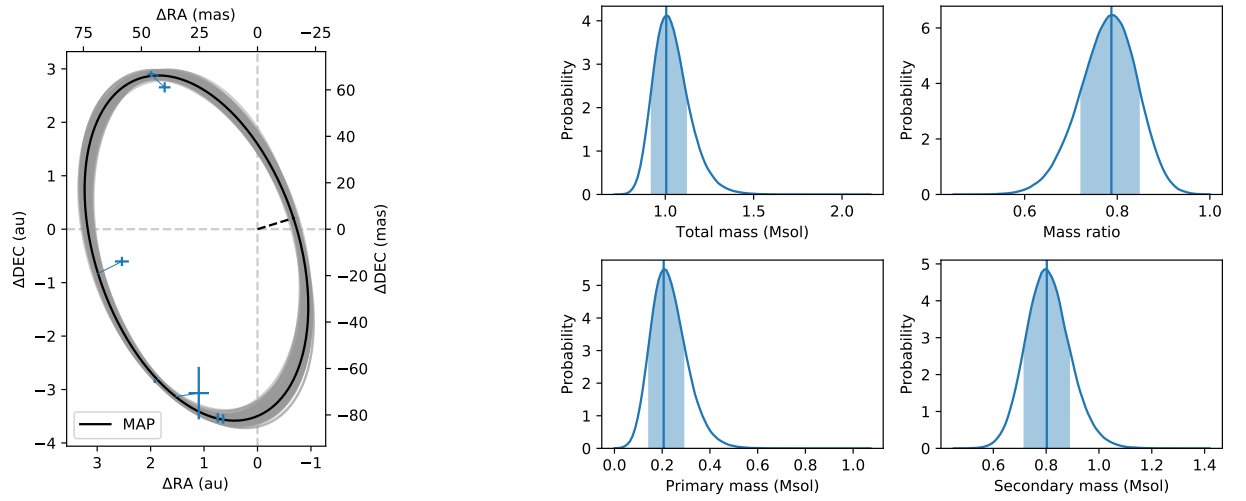 ΔRA (mas)
75 50 25 0 −25
3
2
1
0
−1
−2
−3
−4
ΔDEC (au)
60
40
20
0
−20
−40
−60
−80
ΔDEC (mas)
MAP
3 2 1 0 −1
ΔRA (au)
4
3
2
1
0
Probability
1.0 1.5 2.0
Total mass (Msol)
6
4
2
0
Probability
0.6 0.8 1.0
Mass ratio
5
4
3
2
1
0
Probability
0.0 0.2 0.4 0.6 0.8 1.0
Primary mass (Msol)
5
4
3
2
1
0
Probability
0.6 0.8 1.0 1.2 1.4
Secondary mass (Msol)